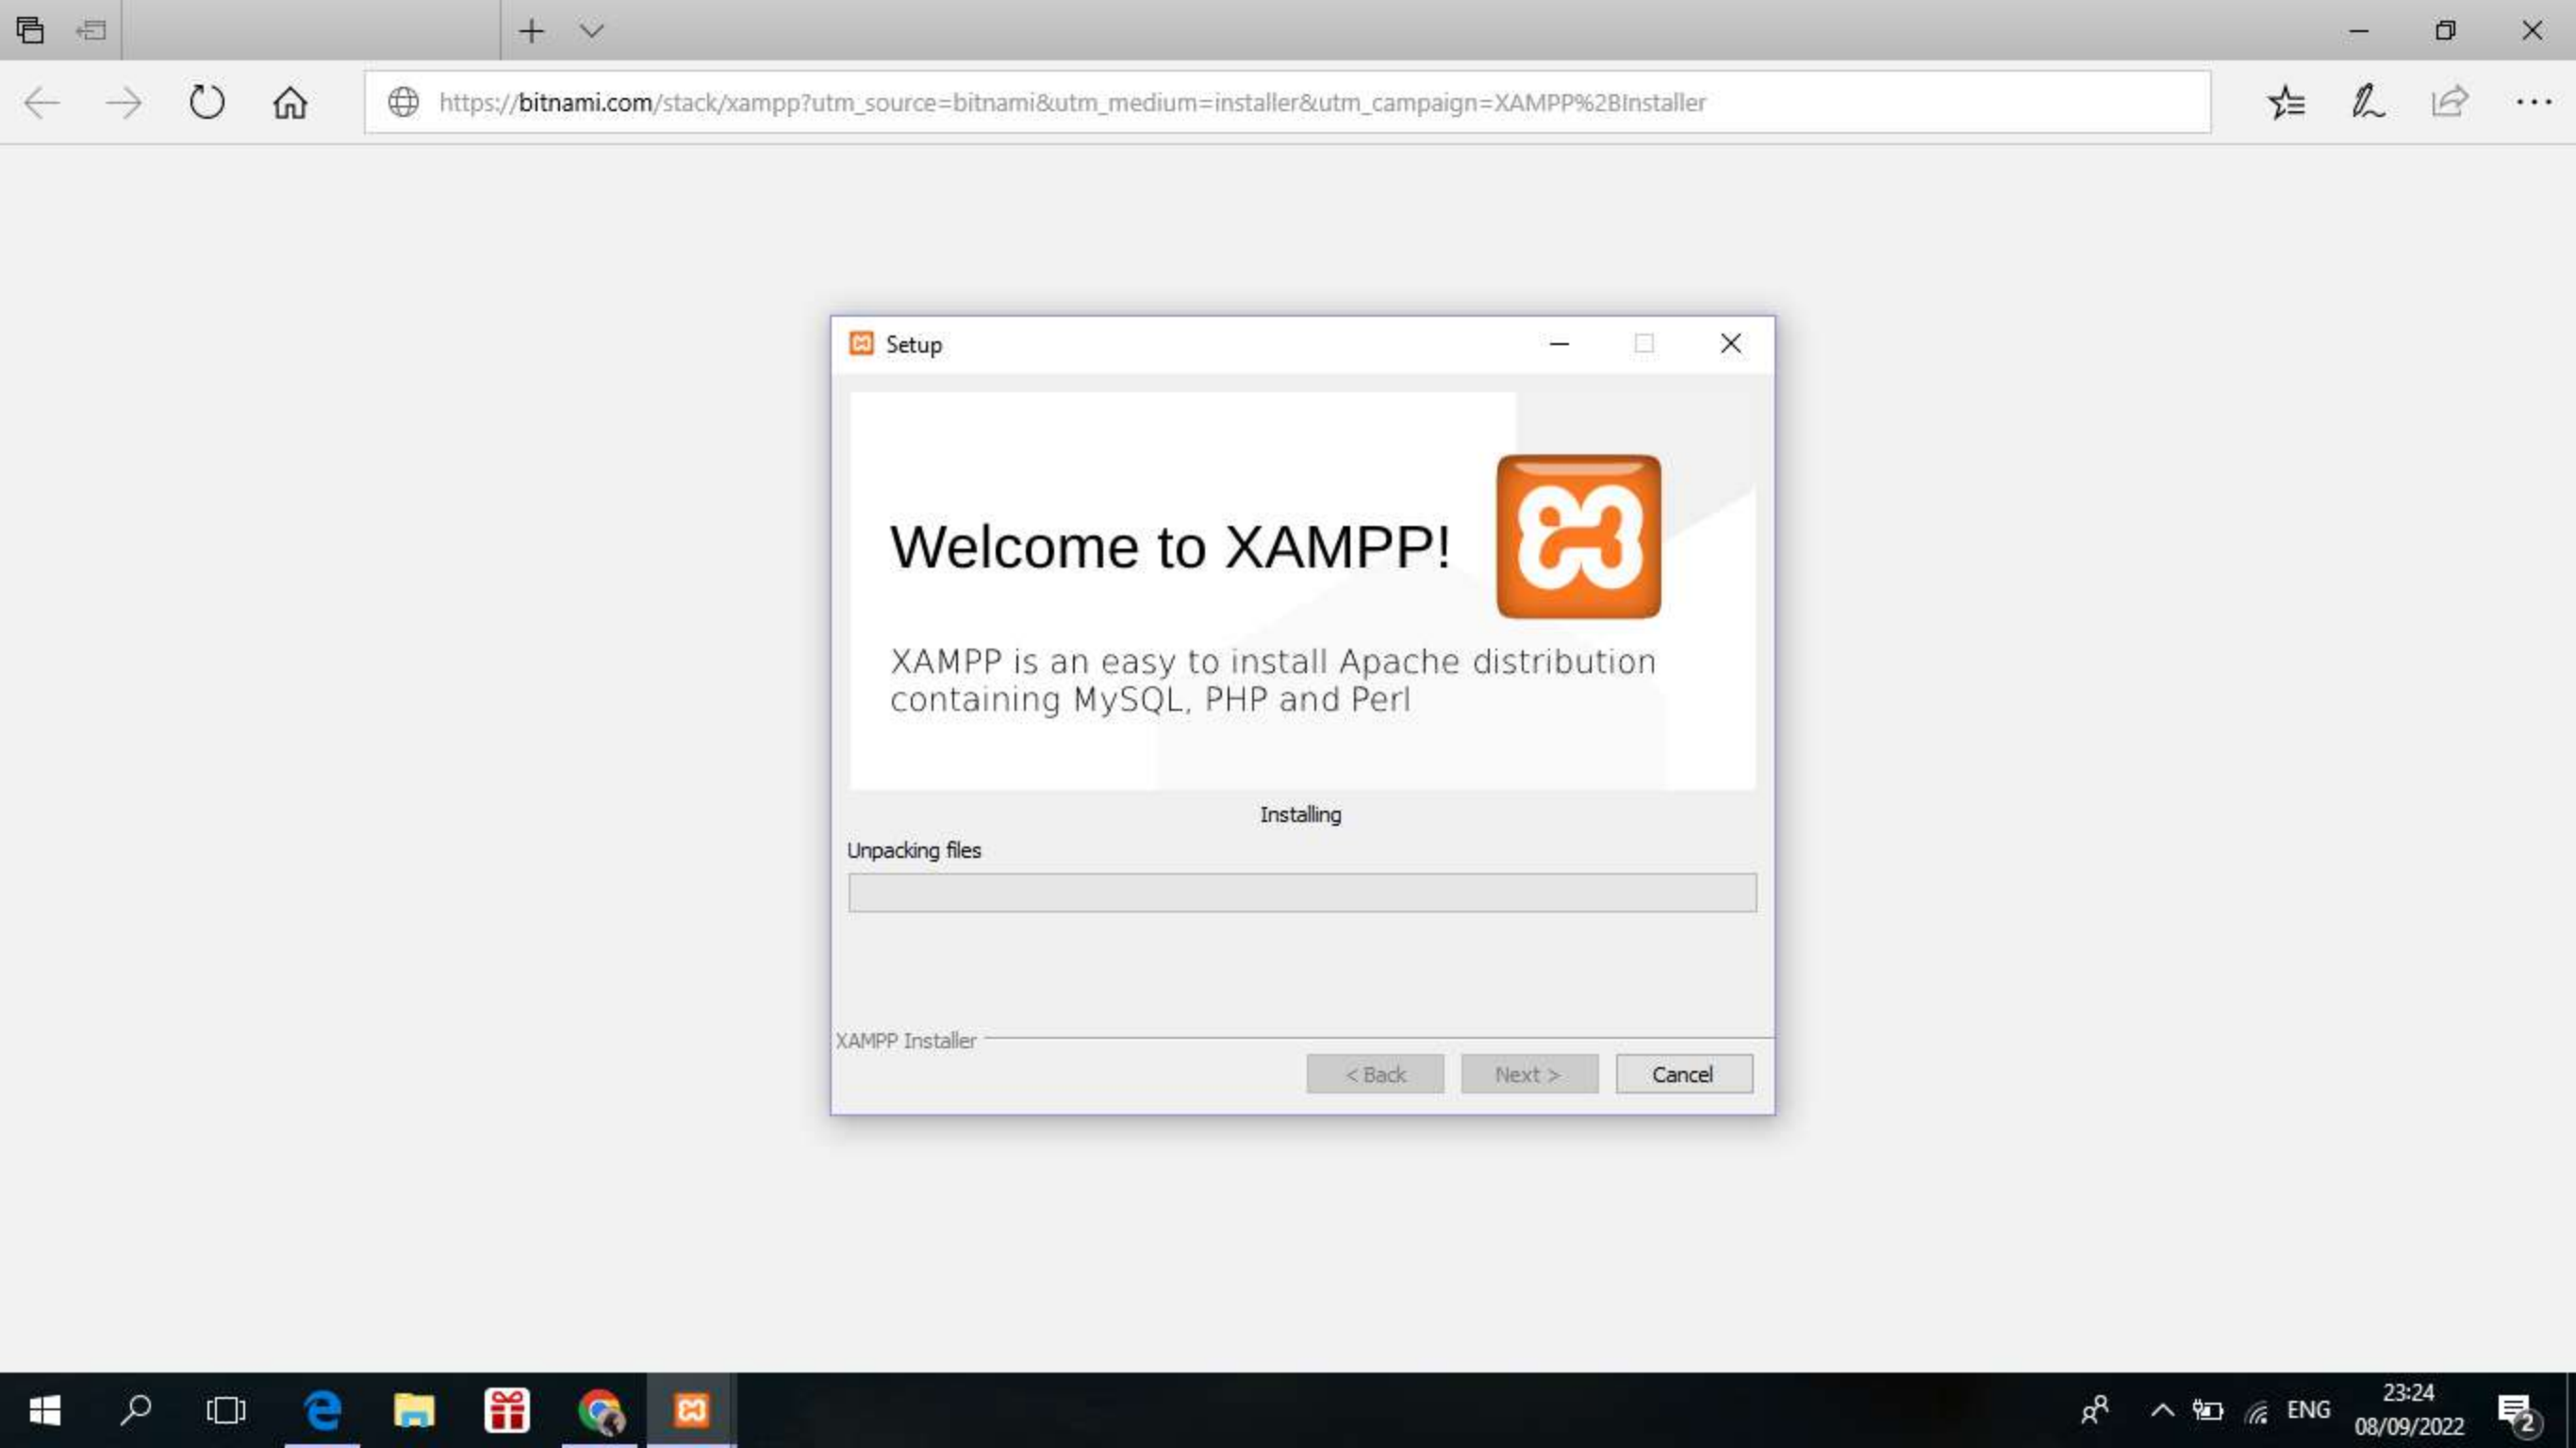 https://bitnami.com/stack/xampp?utm_source=bitnami&utm_medium=installer&utm_campaign=XAMPP%2BInstaller
Setup
Welcome to XAMPP!
XAMPP is an easy to install Apache distribution
containing MySQL, PHP and Perl
Installing
Unpacking files
XAMPP Installer
< Back
Next >
Cancel
ENG
23:24
08/09/2022
2